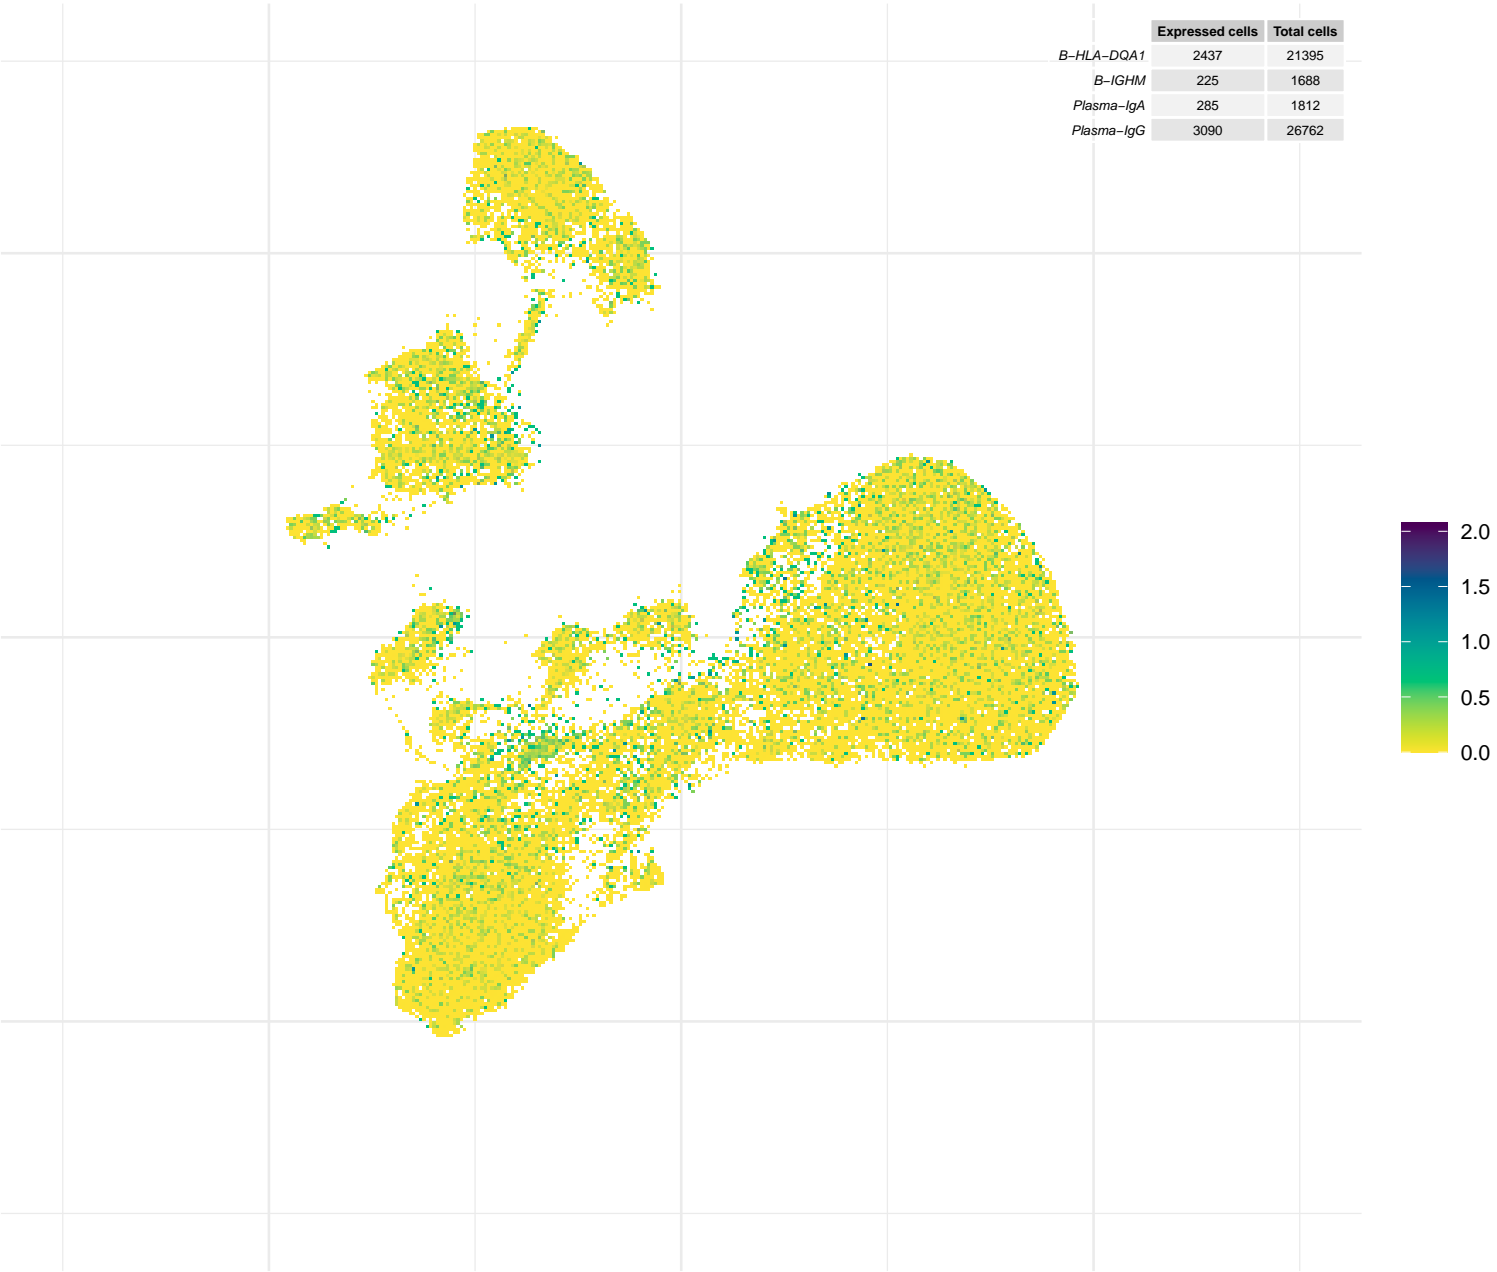 Expressed cells Total cells
B-HLA-DQA1 2437 21395
B-IGHM 225 1688
Plasma-IgA 285 1812
Plasma-IgG 3090 26762
2.0
1.5
1.0
0.5
0.0